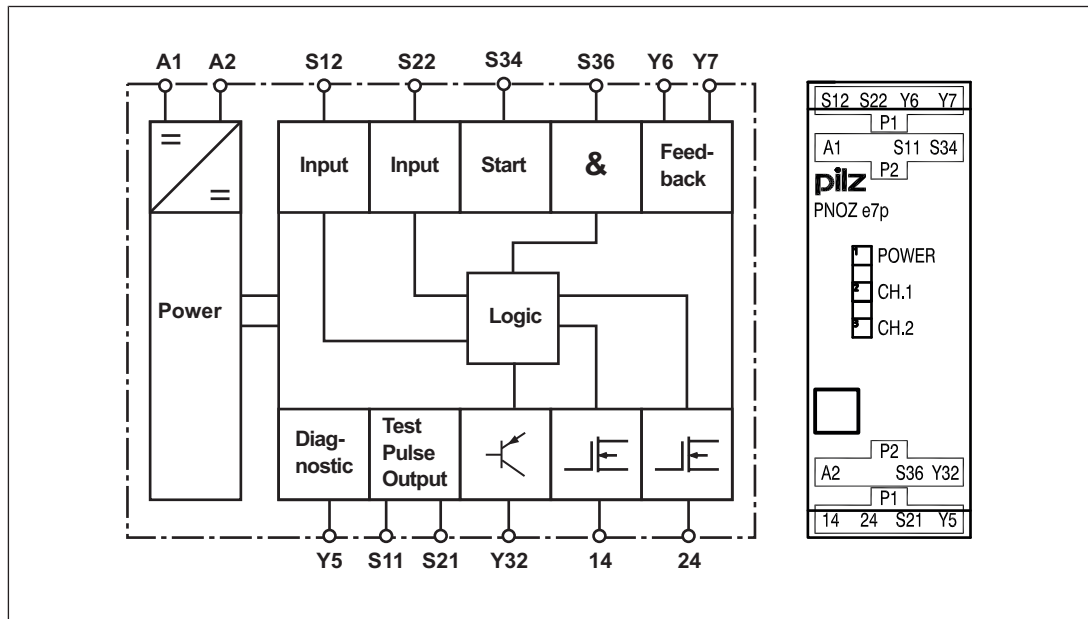 A1 A2 S12 S22 S34 S36 Y6 Y7
Input Input Start & Feed-
back
Power
Logic
Diag-
nostic
Test
Pulse
Output
Y5 S11 S21 Y32 14 24
S12 S22 Y6 Y7
P1
A1 S11 S34
P2
pilz
PNOZ e7p
1 POWER
2 CH.1
3 CH.2
P2
A2 S36 Y32
P1
14 24 S21 Y5